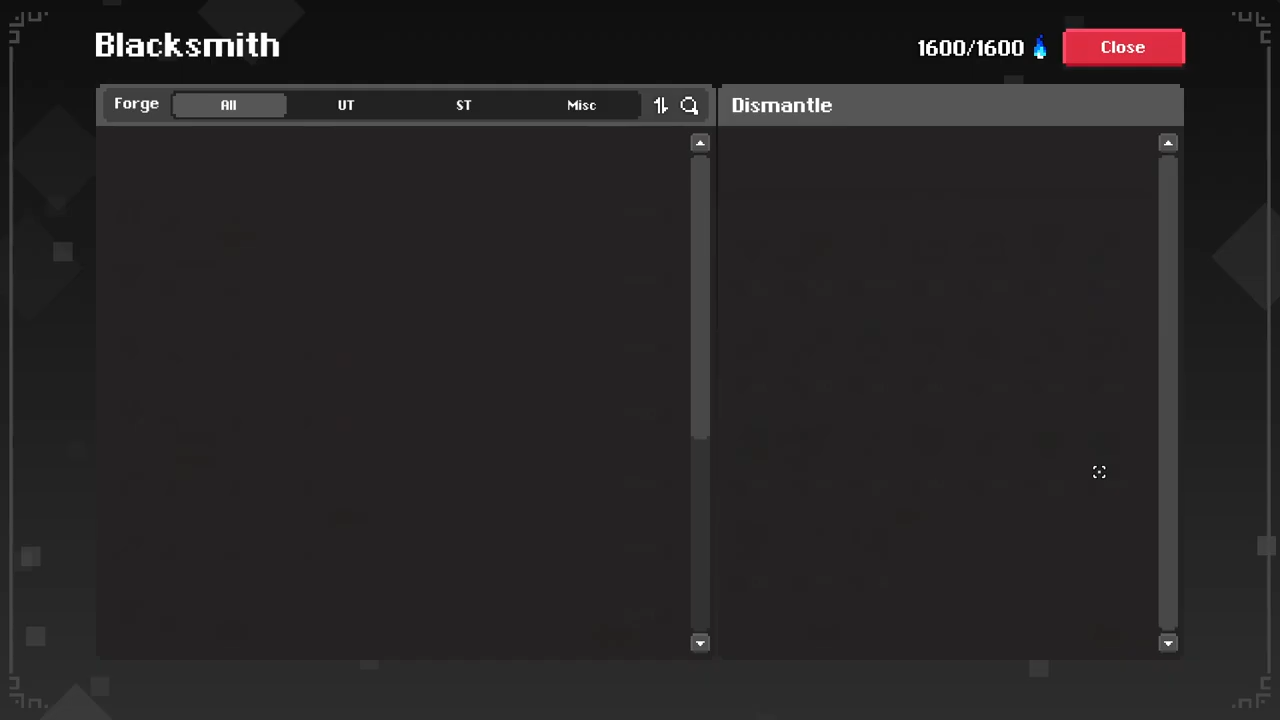 Blacksmith
1600/1600
Close
Forge
All
UT
ST
Misc
Dismantle